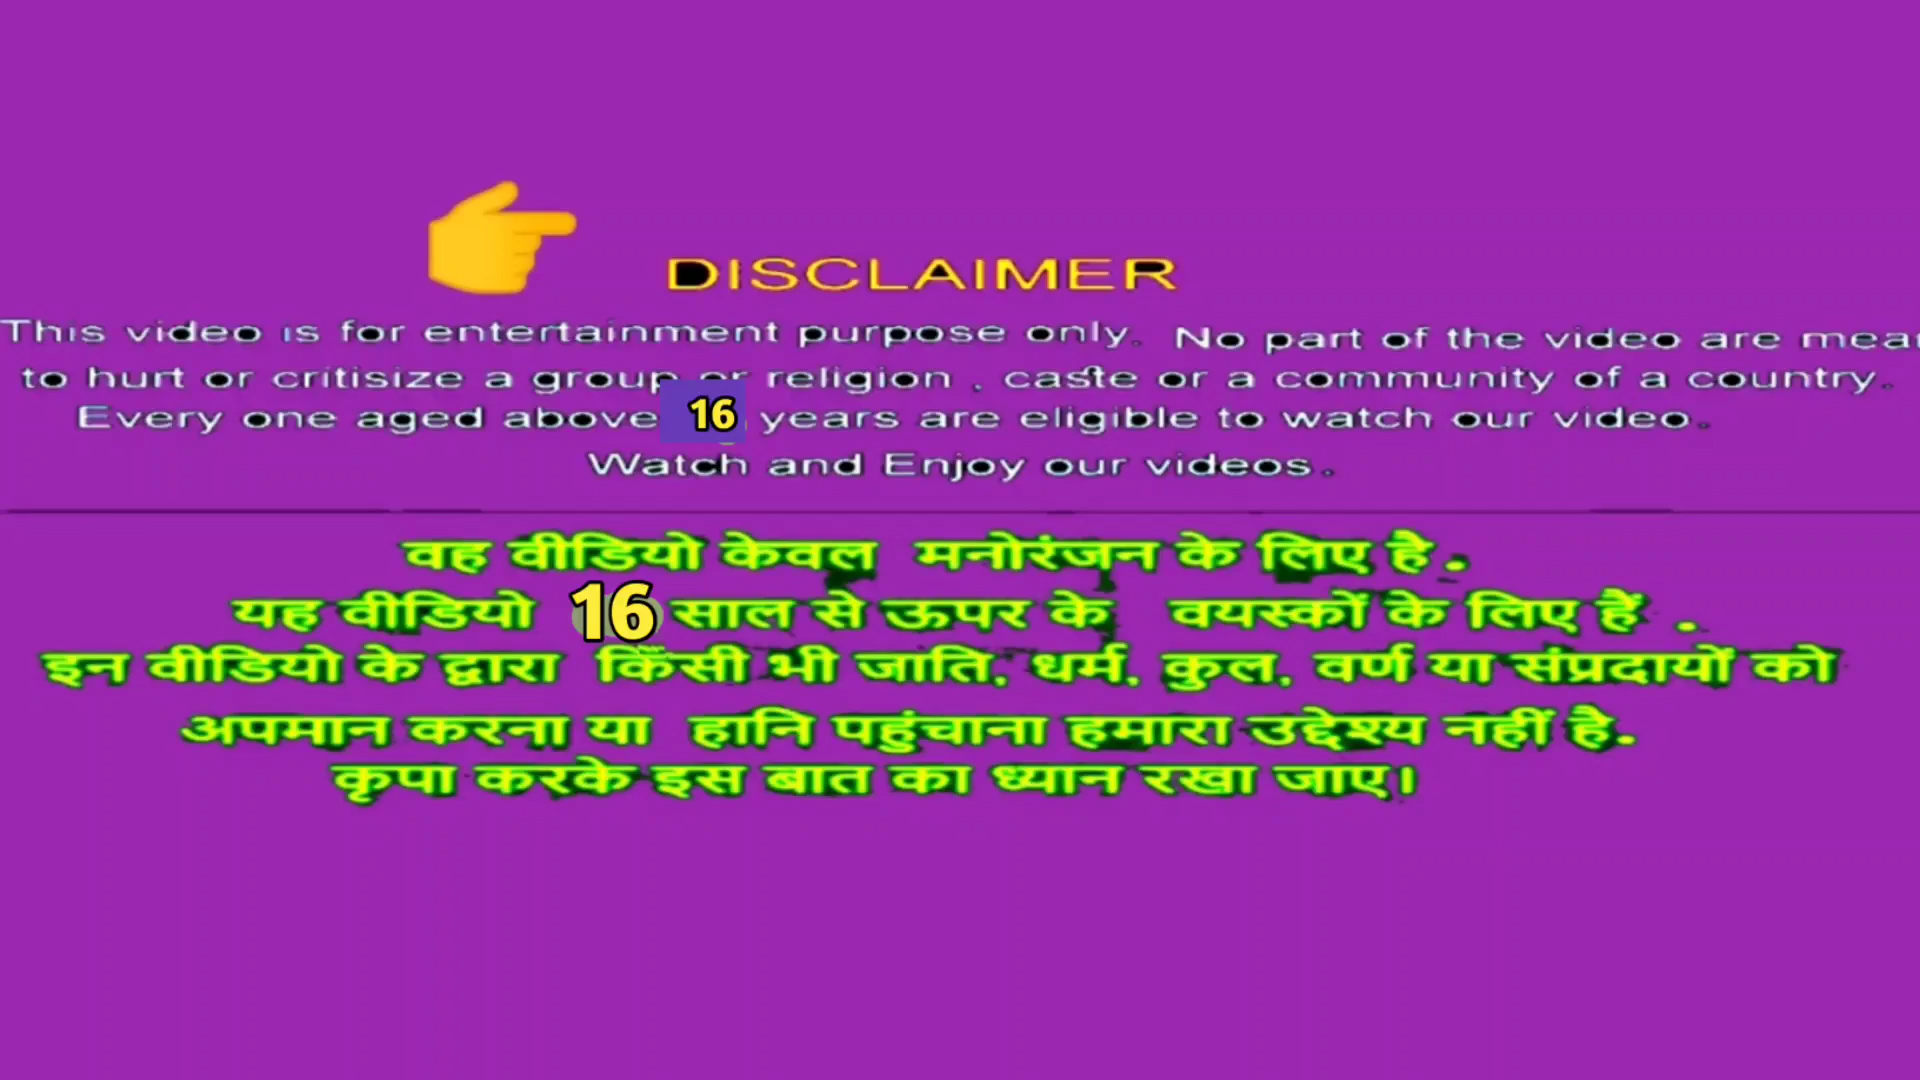 DISCLAIMER
This video is for entertainment purpose only. No part of the video are mea
to hurt or critisize a group or religion , caste or a community of a country.
Every one aged above 16 years are eligible to watch our video.
Watch and Enjoy our videos.
वह वीडियो केवल मनोरंजन के लिए है .
यह वीडियो 16 साल से ऊपर के वयस्कों के लिए हैं .
इन वीडियो के द्वारा किसी भी जाति. धर्म. कुल. वर्ण या संप्रदायों को
अपमान करना या हानि पहुंचाना हमारा उद्देश्य नहीं है.
कृपा करके इस बात का ध्यान रखा जाए।